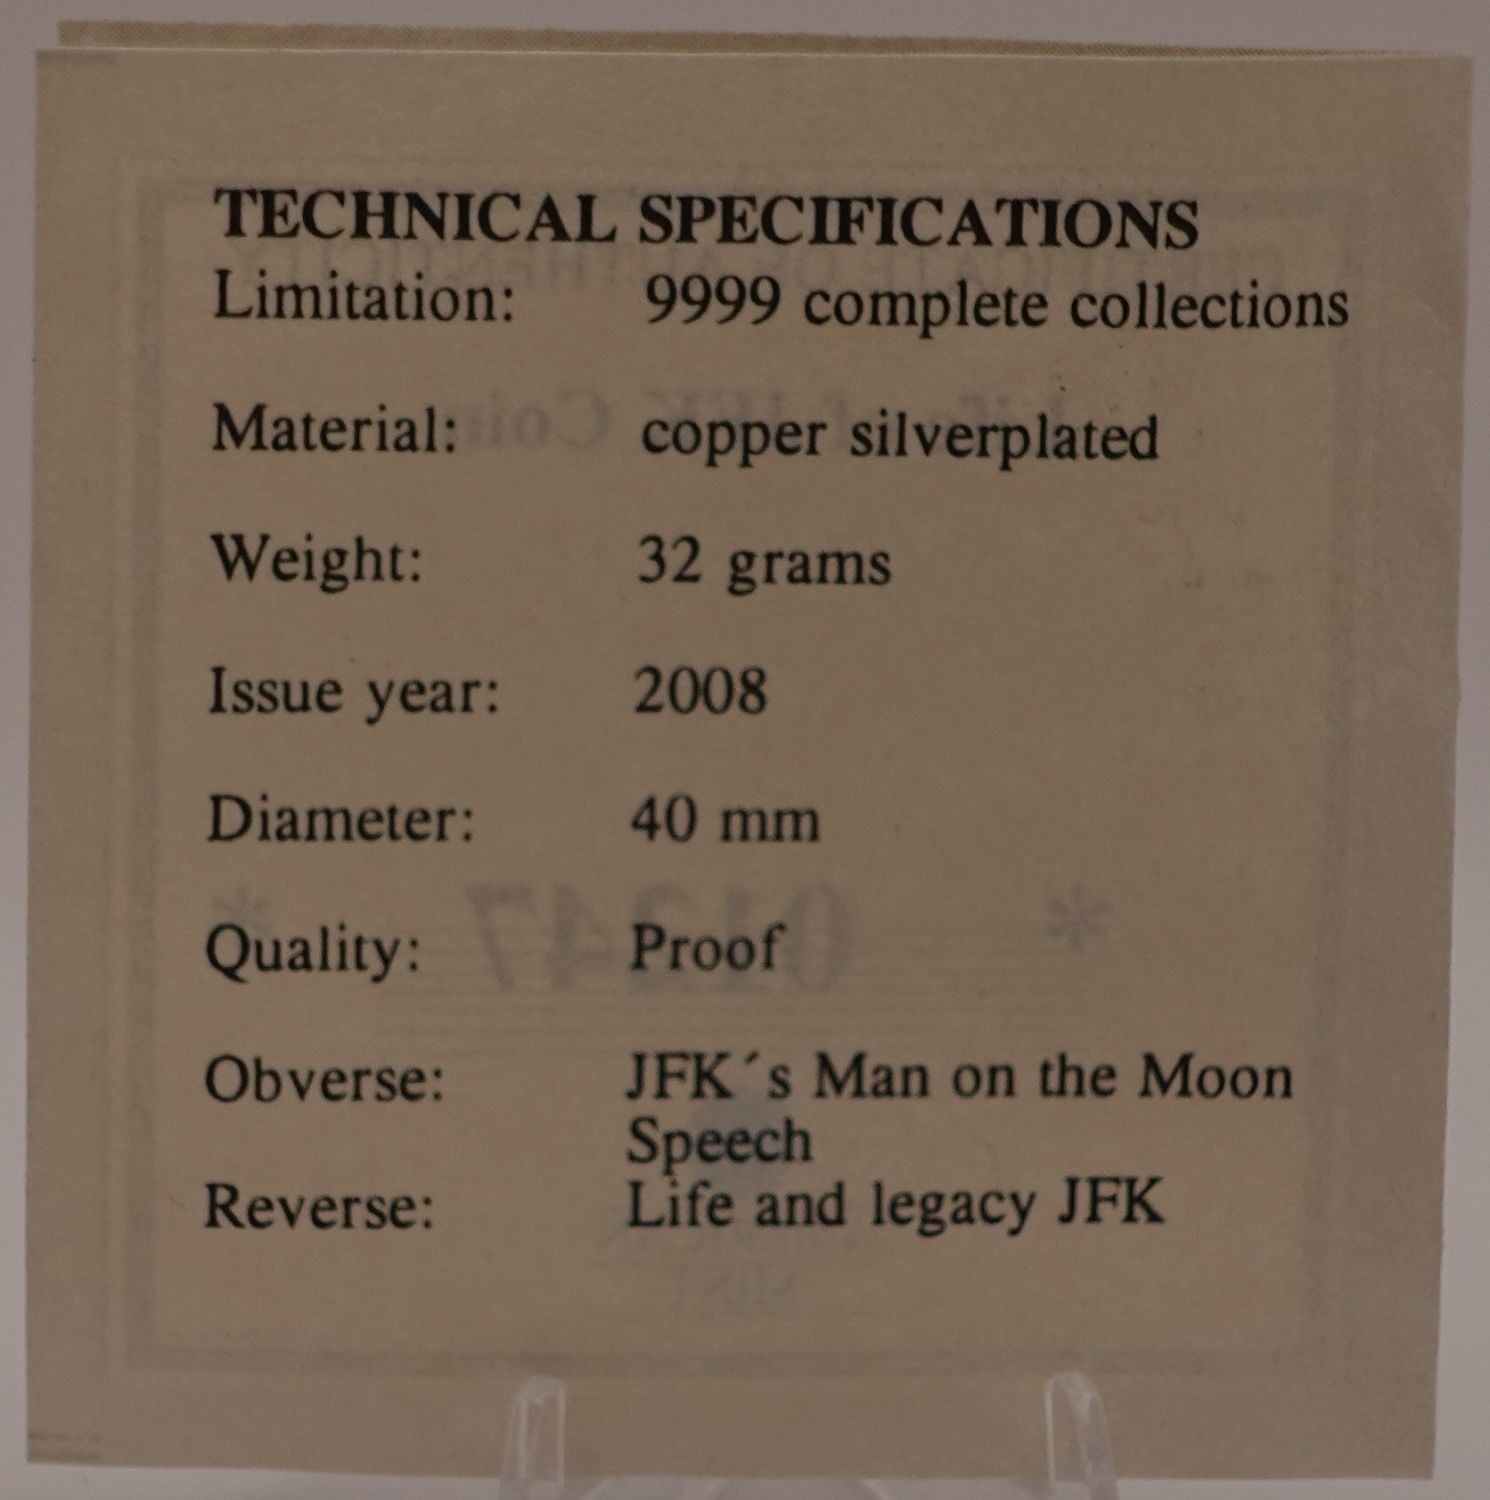 TECHNICAL SPECIFICATIONS
Limitation: 9999 complete collections
Material: copper silverplated
Weight: 32 grams
Issue year: 2008
Diameter: 40 mm
Quality: Proof
Obverse: JFK´s Man on the Moon
Speech
Reverse: Life and legacy JFK